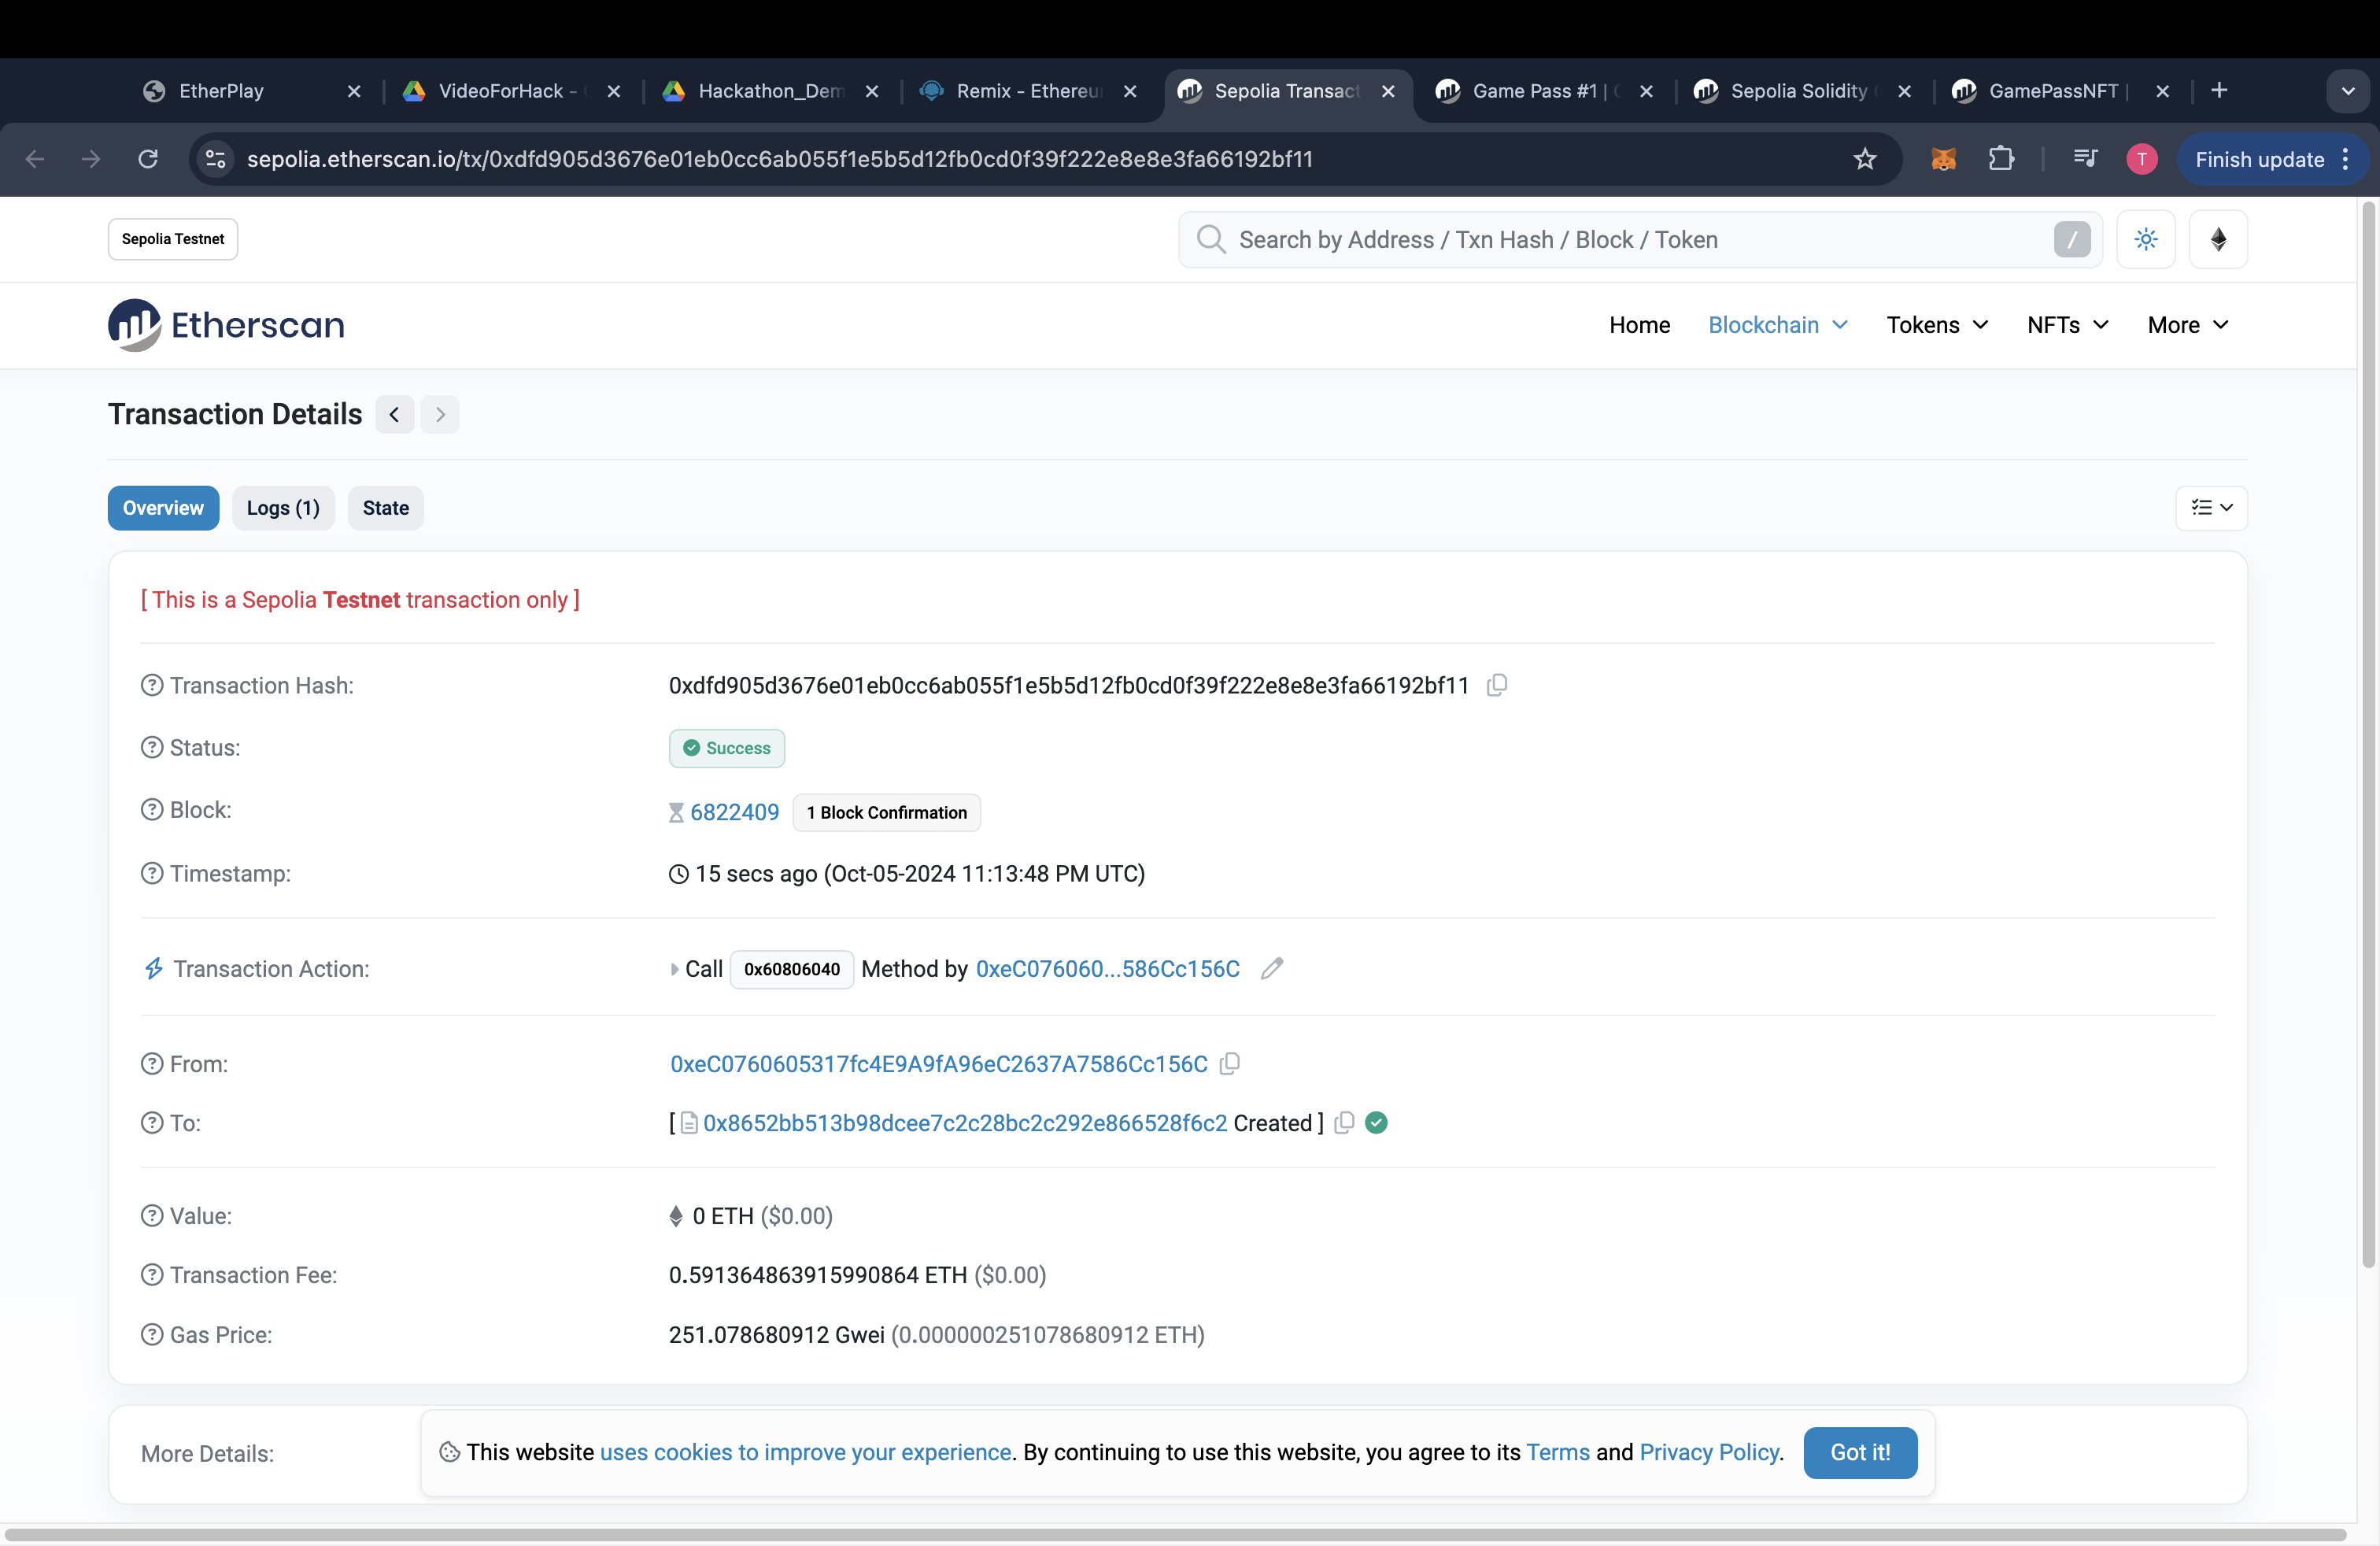 EtherPlay
VideoForHack -
Hackathon_Dem
Remix - Ethereu
Sepolia Transact
Game Pass #1 |
Sepolia Solidity
GamePassNFT |
sepolia.etherscan.io/tx/0xdfd905d3676e01eb0cc6ab055f1e5b5d12fb0cd0f39f222e8e8e3fa66192bf11
T
Finish update
Sepolia Testnet
Search by Address / Txn Hash / Block / Token
/
Etherscan
Home
Blockchain
Tokens
NFTs
More
Transaction Details
Overview
Logs (1)
State
[ This is a Sepolia Testnet transaction only ]
Transaction Hash:
0xdfd905d3676e01eb0cc6ab055f1e5b5d12fb0cd0f39f222e8e8e3fa66192bf11
Status:
Success
Block:
6822409
1 Block Confirmation
Timestamp:
15 secs ago (Oct-05-2024 11:13:48 PM UTC)
Transaction Action:
Call 0x60806040 Method by 0xeC076060...586Cc156C
From:
0xeC0760605317fc4E9A9fA96eC2637A7586Cc156C
To:
[ 0x8652bb513b98dcee7c2c28bc2c292e866528f6c2 Created ]
Value:
0 ETH ($0.00)
Transaction Fee:
0.591364863915990864 ETH ($0.00)
Gas Price:
251.078680912 Gwei (0.000000251078680912 ETH)
More Details:
This website uses cookies to improve your experience. By continuing to use this website, you agree to its Terms and Privacy Policy.
Got it!